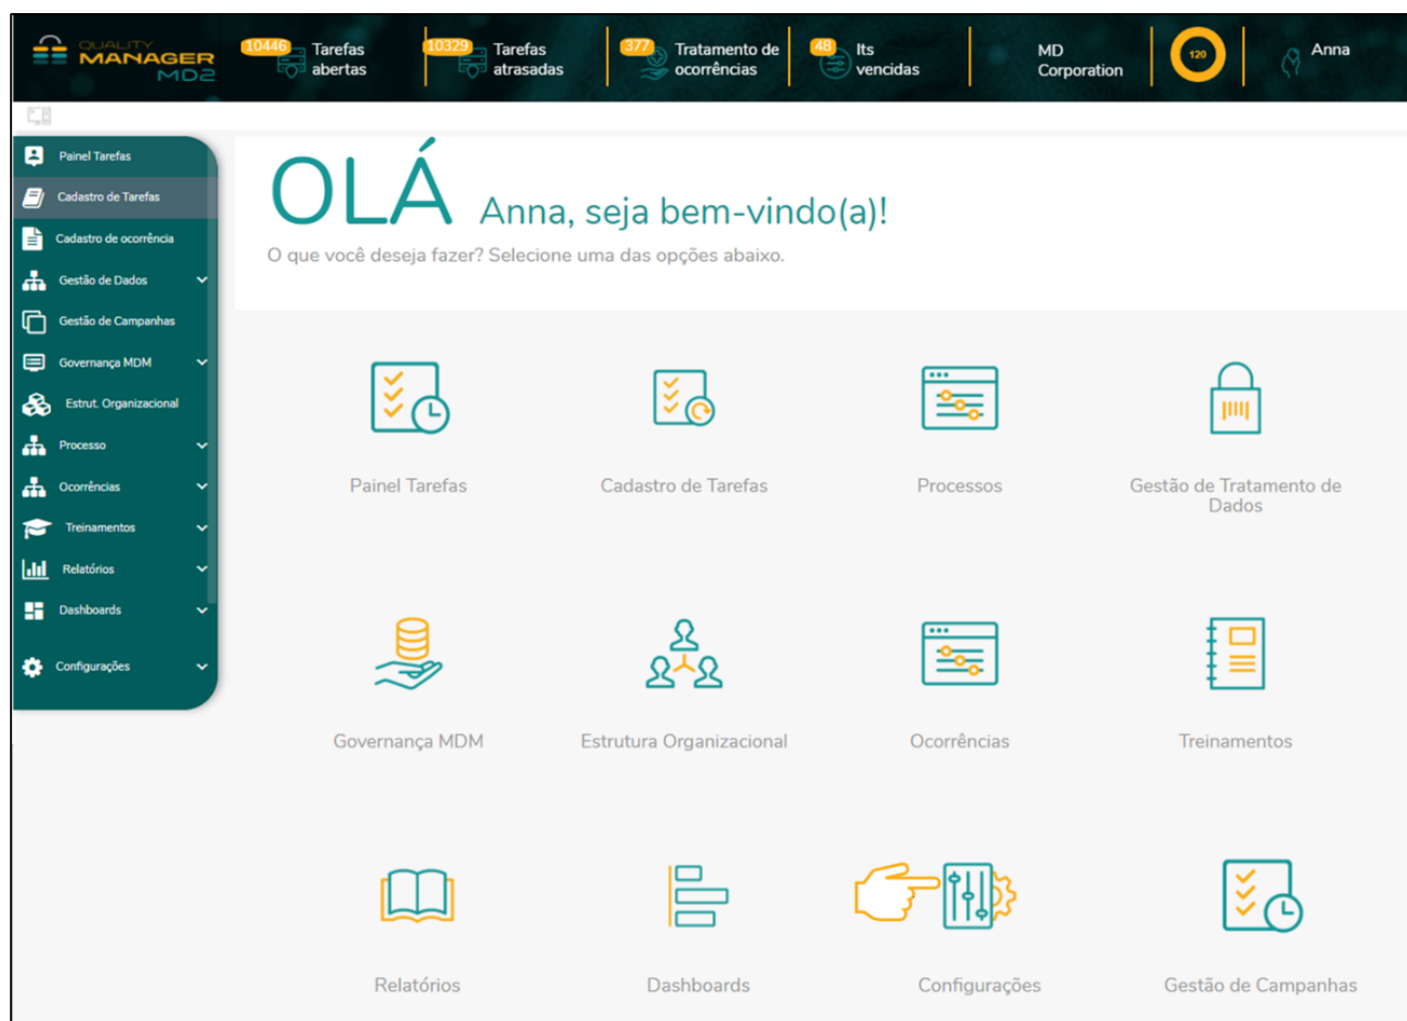 QUALITY
MANAGER
MD2
10446
Tarefas
abertas
10329
Tarefas
atrasadas
377
Tratamento de
ocorrências
48
Its
vencidas
MD
Corporation
120
Anna
Painel Tarefas
Cadastro de Tarefas
Cadastro de ocorrência
Gestão de Dados
Gestão de Campanhas
Governança MDM
Estrut. Organizacional
Processo
Ocorrências
Treinamentos
Relatórios
Dashboards
Configurações
OLÁ Anna, seja bem-vindo(a)!
O que você deseja fazer? Selecione uma das opções abaixo.
Painel Tarefas
Cadastro de Tarefas
Processos
Gestão de Tratamento de
Dados
Governança MDM
Estrutura Organizacional
Ocorrências
Treinamentos
Relatórios
Dashboards
Configurações
Gestão de Campanhas